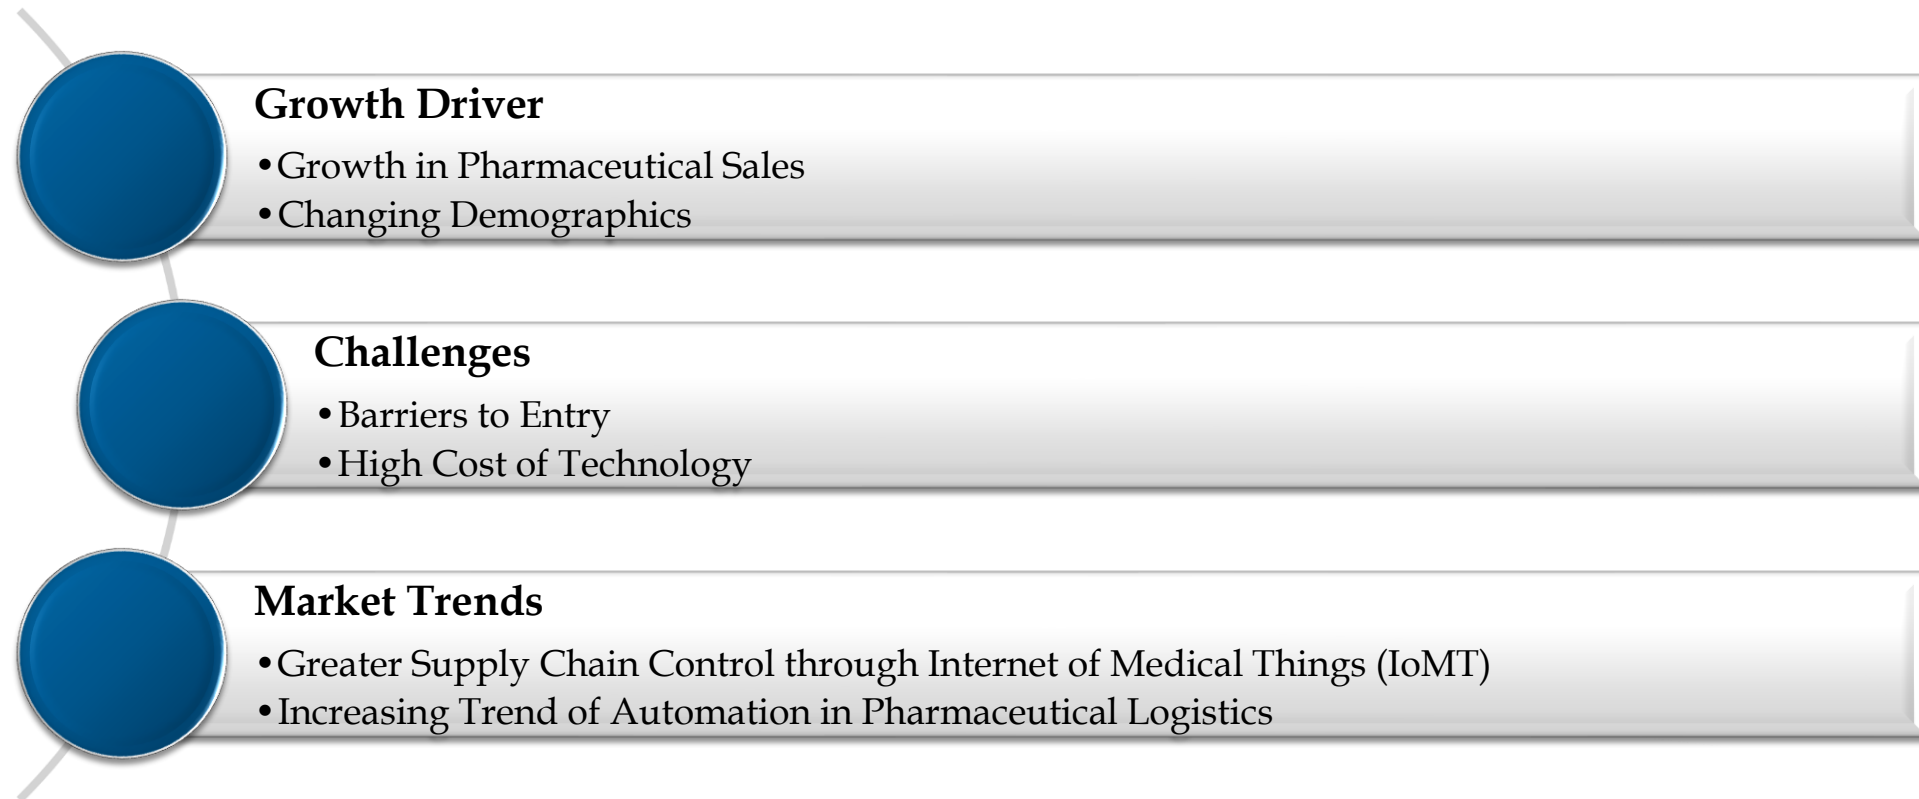 Growth Driver
•Growth in Pharmaceutical Sales
•Changing Demographics
Challenges
•Barriers to Entry
•High Cost of Technology
Market Trends
•Greater Supply Chain Control through Internet of Medical Things (IoMT)
•Increasing Trend of Automation in Pharmaceutical Logistics